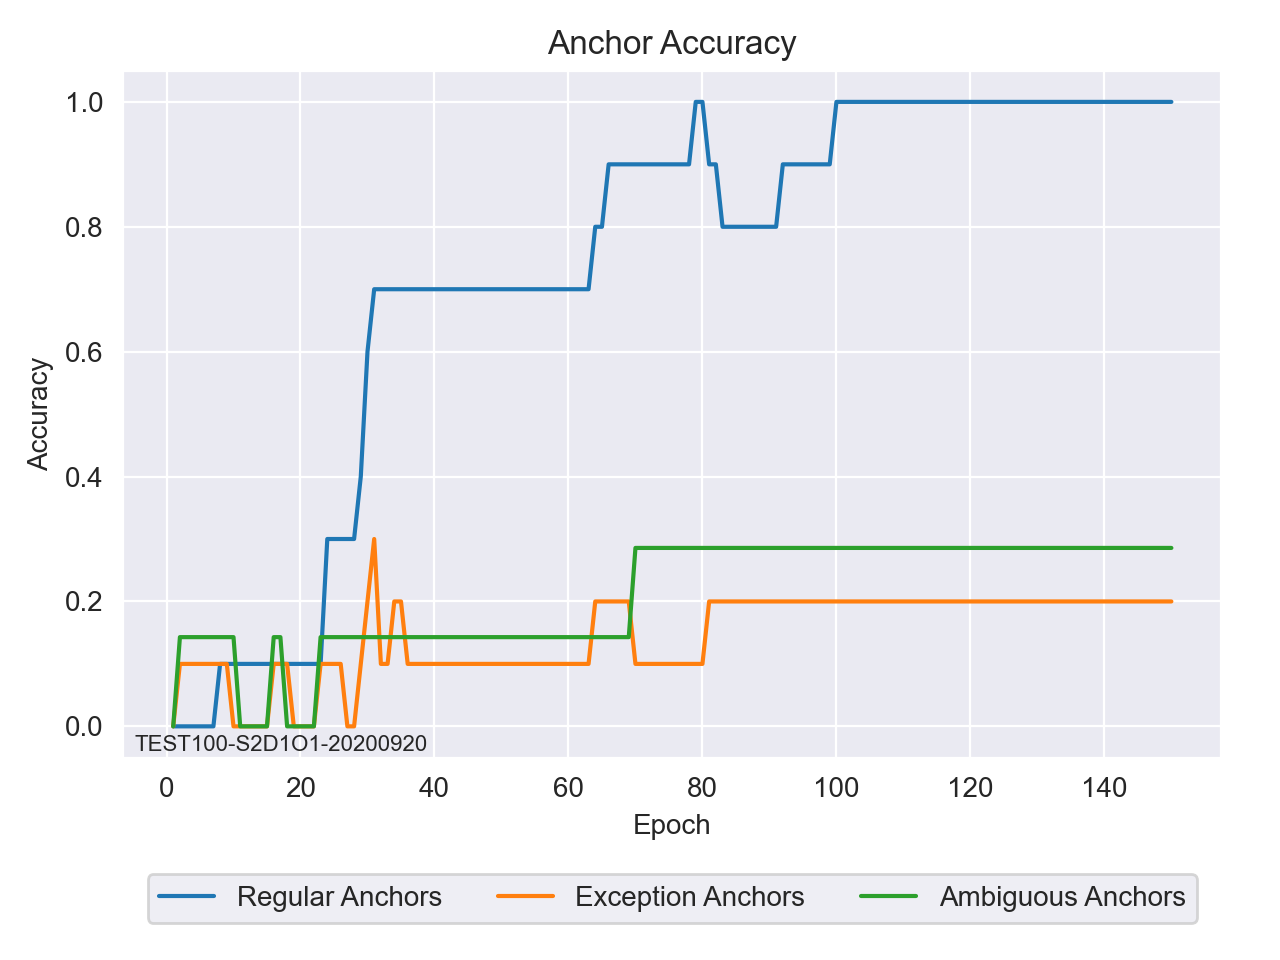 Anchor Accuracy
1.0
0.8
0.6
0.4
0.2
0.0
Accuracy
TEST100-S2D1O1-20200920
0 20 40 60 80 100 120 140
Epoch
Regular Anchors Exception Anchors Ambiguous Anchors